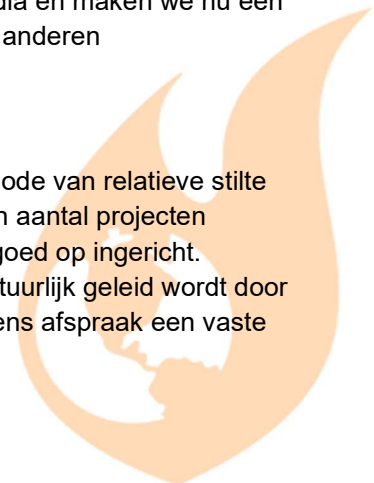 dia en maken we nu een
anderen
ode van relatieve stilte
n aantal projecten
goed op ingericht.
tuurlijk geleid wordt door
ens afspraak een vaste